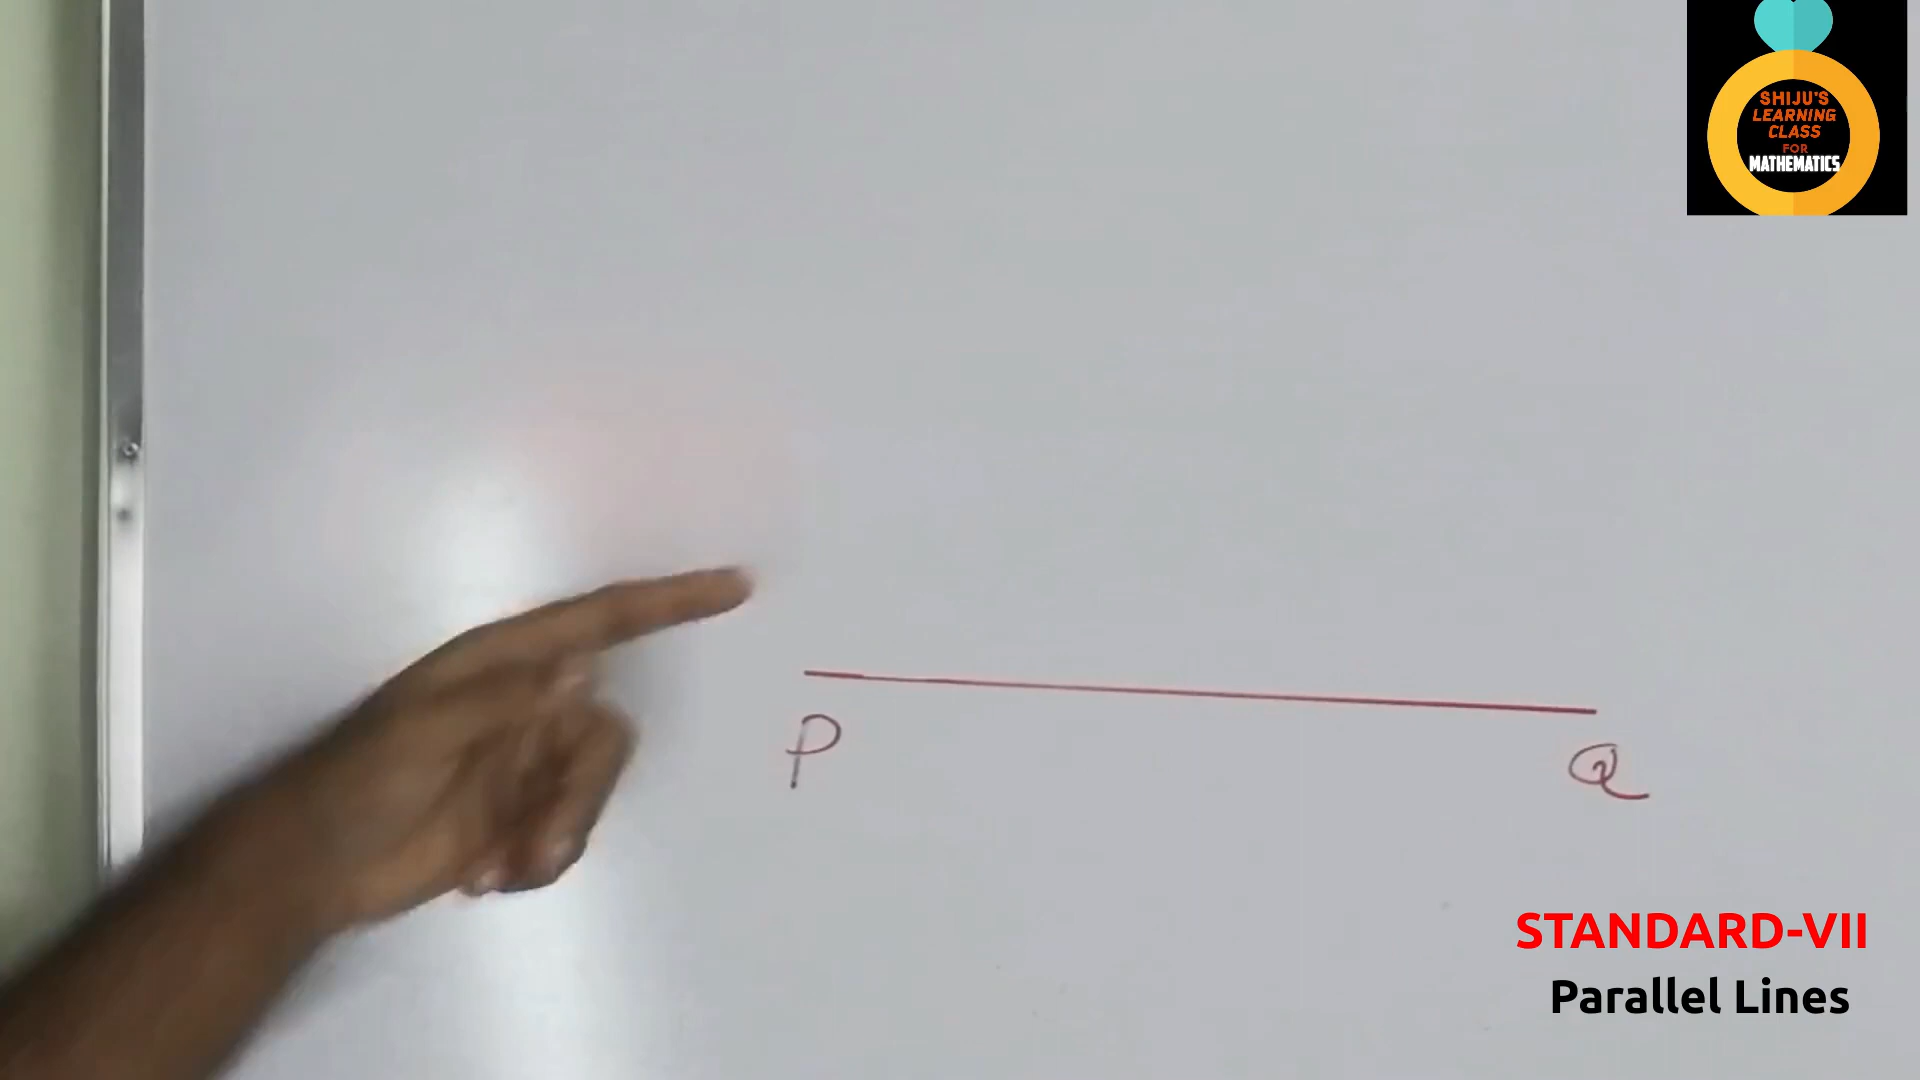 SHIJU'S
LEARNING
CLASS
FOR
MATHEMATICS
P
Q
STANDARD-VII
Parallel Lines